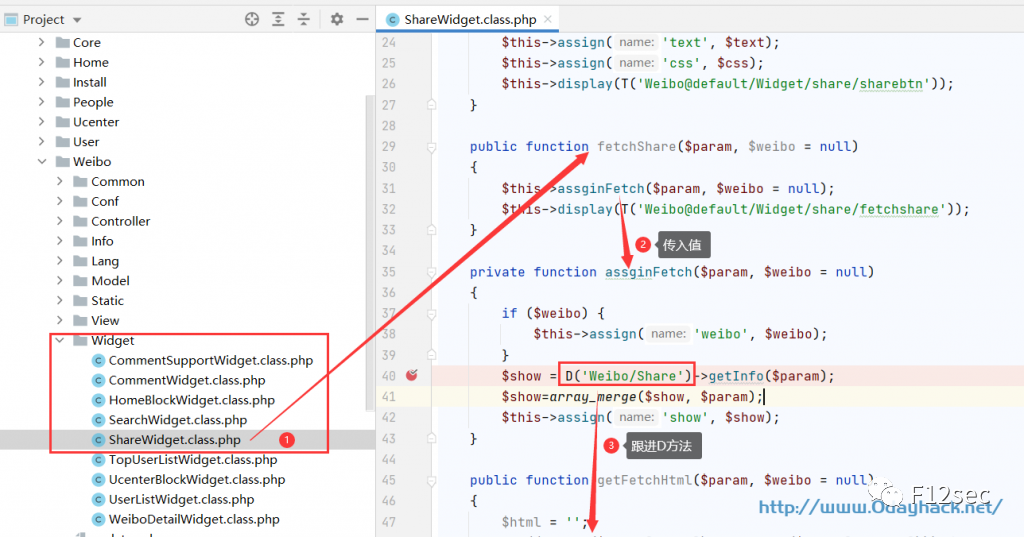 Project
ShareWidget.class.php
Core
Home
Install
People
Ucenter
User
Weibo
Common
Conf
Controller
Info
Lang
Model
Static
View
Widget
CommentSupportWidget.class.php
CommentWidget.class.php
HomeBlockWidget.class.php
SearchWidget.class.php
ShareWidget.class.php
1
TopUserListWidget.class.php
UcenterBlockWidget.class.php
UserListWidget.class.php
WeiboDetailWidget.class.php
24 $this->assign( name: 'text', $text);
25 $this->assign( name: 'css', $css);
26 $this->display(T('Weibo@default/Widget/share/sharebtn'));
27 }
28
29 public function fetchShare($param, $weibo = null)
30 {
31 $this->assginFetch($param, $weibo = null);
32 $this->display(T('Weibo@default/Widget/share/fetchshare'));
33 }
2 传入值
34
35 private function assginFetch($param, $weibo = null)
36 {
37 if ($weibo) {
38 $this->assign( name: 'weibo', $weibo);
39 }
40 $show = D('Weibo/Share')->getInfo($param);
41 $show=array_merge($show, $param);
42 $this->assign( name: 'show', $show);
43 }
3 跟进D方法
44
45 public function getFetchHtml($param, $weibo = null)
46 {
47 $html = '';
F12sec
http://www.0dayhack.net/